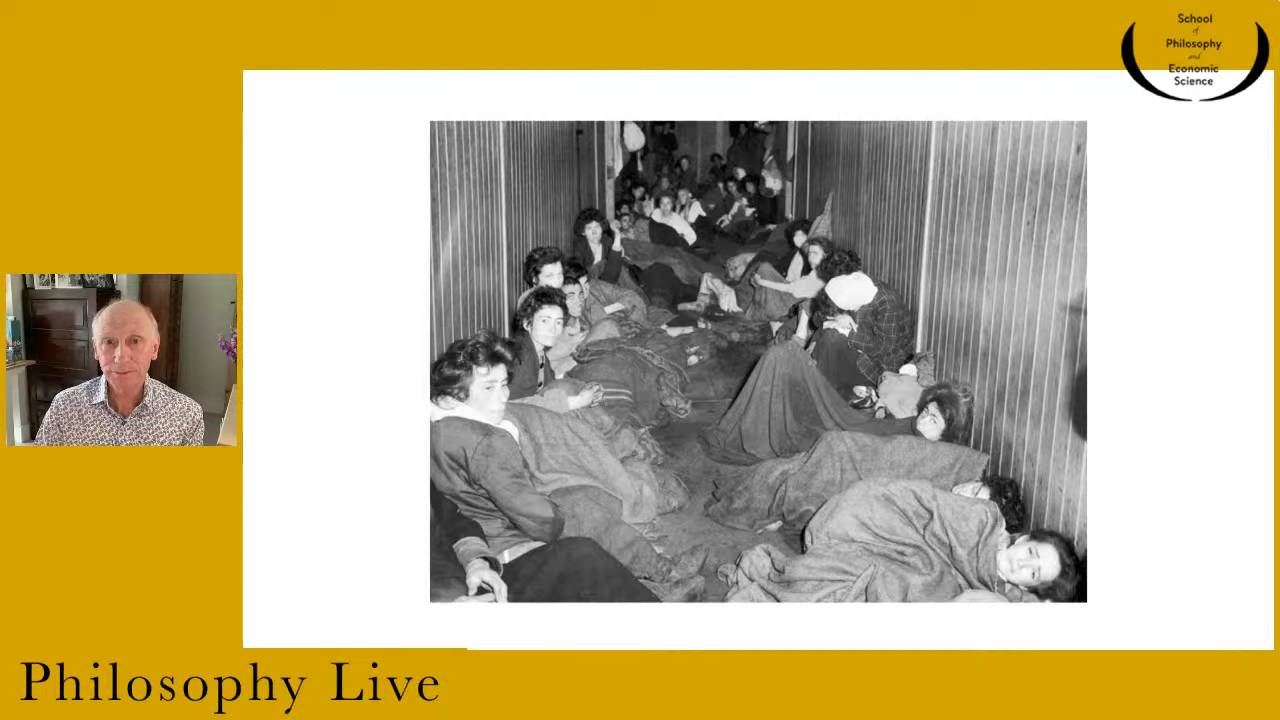 School
of
Philosophy
and
Economic
Science
Philosophy Live